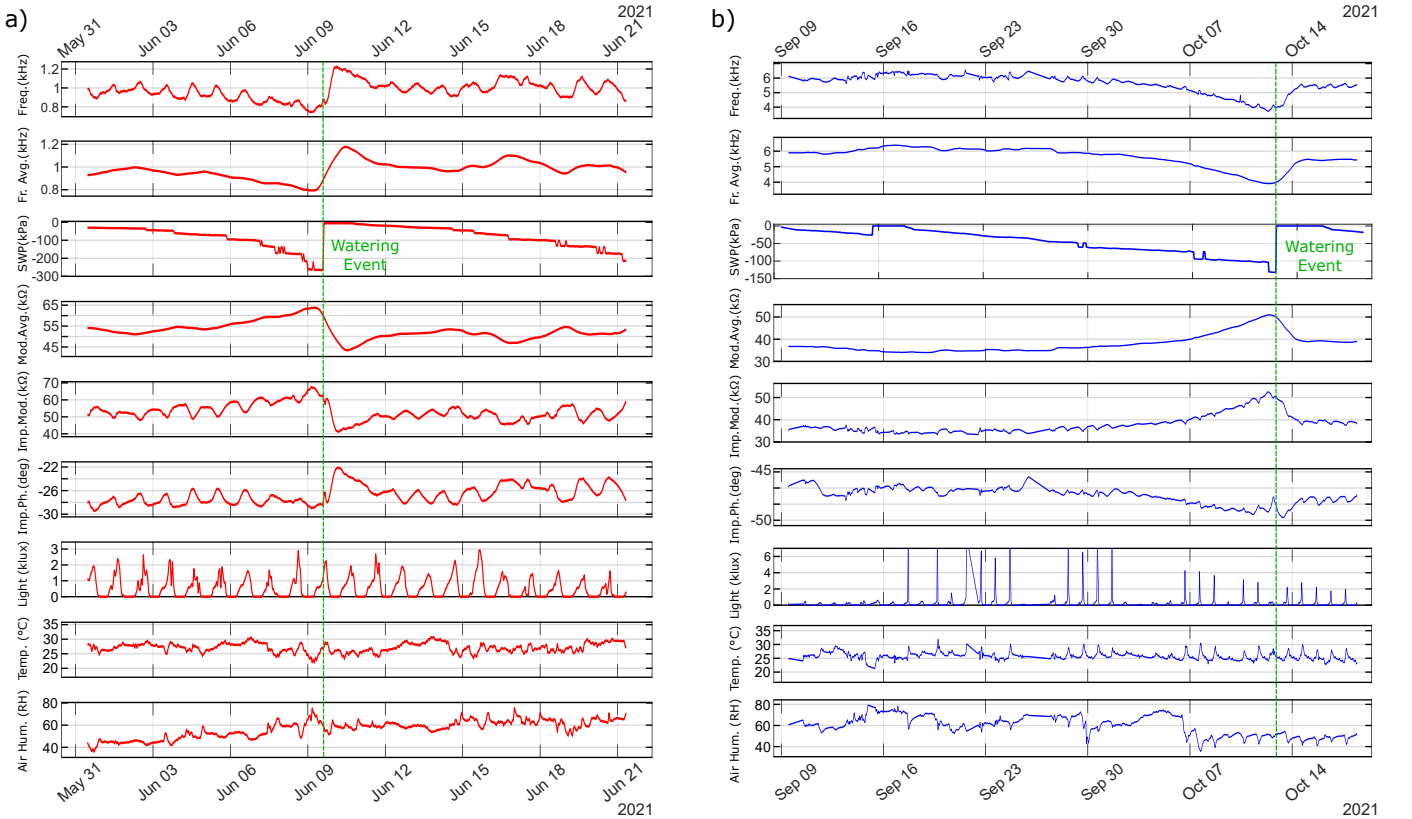 a)
2021
May 31
Jun 03
Jun 06
Jun 09
Jun 12
Jun 15
Jun 18
Jun 21
Freq.(kHz)
1.2
1
0.8
Fr. Avg.(kHz)
1.2
1
0.8
SWP(kPa)
0
-100
-200
-300
Watering
Event
Mod.Avg.(kΩ)
65
55
45
Imp.Mod.(kΩ)
70
60
50
40
Imp.Ph.(deg)
-22
-26
-30
Light (klux)
3
2
1
0
Temp. (°C)
35
30
25
20
Air Hum. (RH)
80
60
40
May 31
Jun 03
Jun 06
Jun 09
Jun 12
Jun 15
Jun 18
Jun 21
2021
b)
2021
Sep 09
Sep 16
Sep 23
Sep 30
Oct 07
Oct 14
Freq.(kHz)
6
5
4
Fr. Avg.(kHz)
6
5
4
SWP(kPa)
0
-50
-100
-150
Watering
Event
Mod.Avg.(kΩ)
50
40
30
Imp.Mod.(kΩ)
50
40
30
Imp.Ph.(deg)
-45
-50
Light (klux)
6
4
2
0
Temp. (°C)
35
30
25
20
Air Hum. (RH)
80
60
40
Sep 09
Sep 16
Sep 23
Sep 30
Oct 07
Oct 14
2021